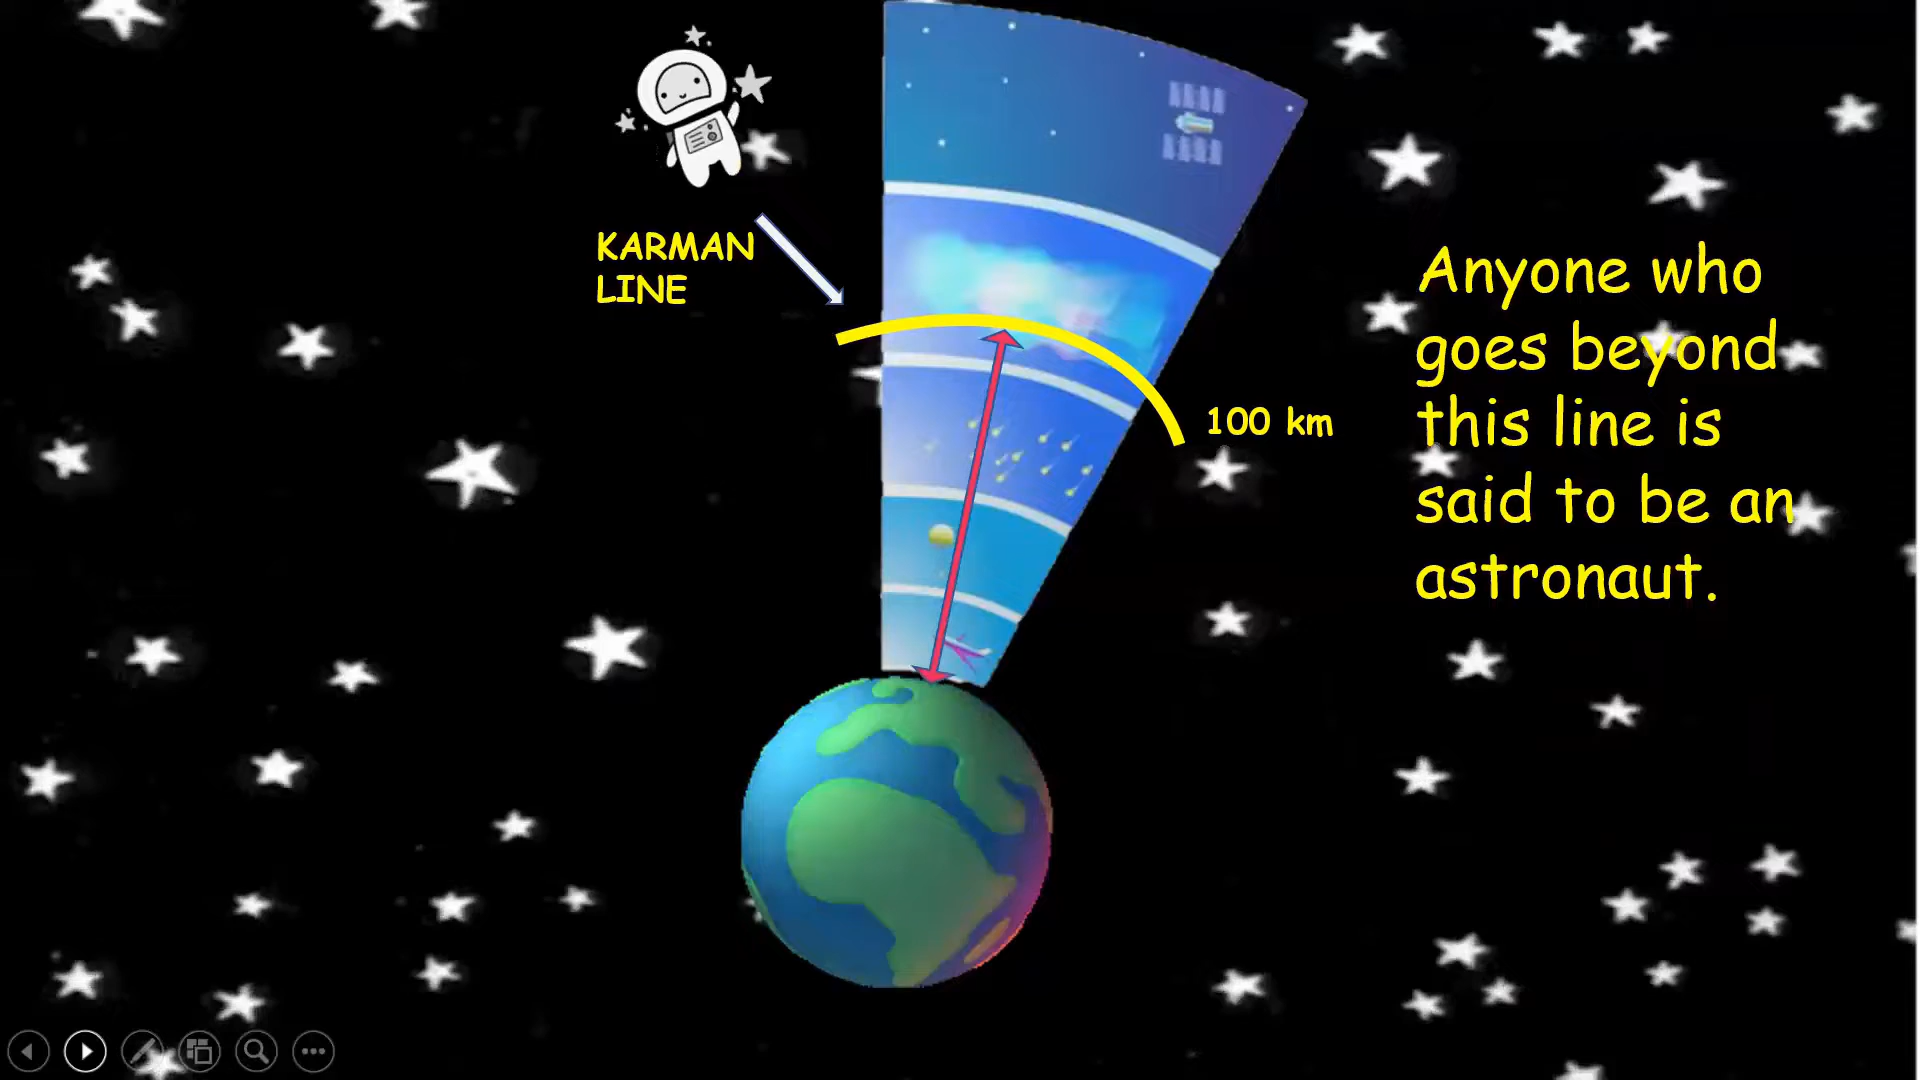 KARMAN
LINE
100 km
Anyone who
goes beyond
this line is
said to be an
astronaut.